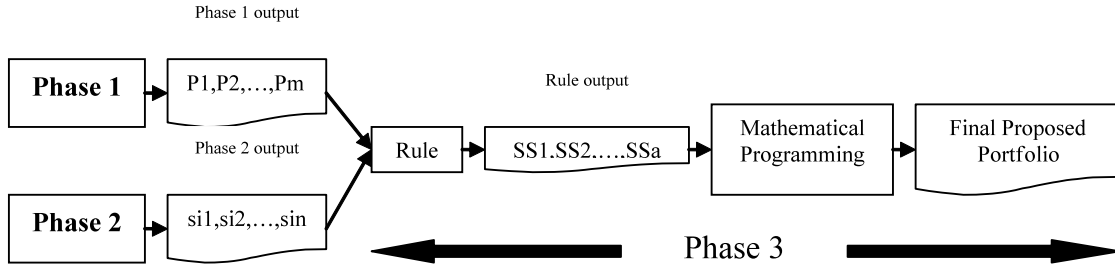 Phase 1 output
Phase 1
P1,P2,…,Pm
Rule output
Phase 2 output
Rule
SS1.SS2.….SSa
Mathematical
Programming
Final Proposed
Portfolio
Phase 2
si1,si2,…,sin
Phase 3